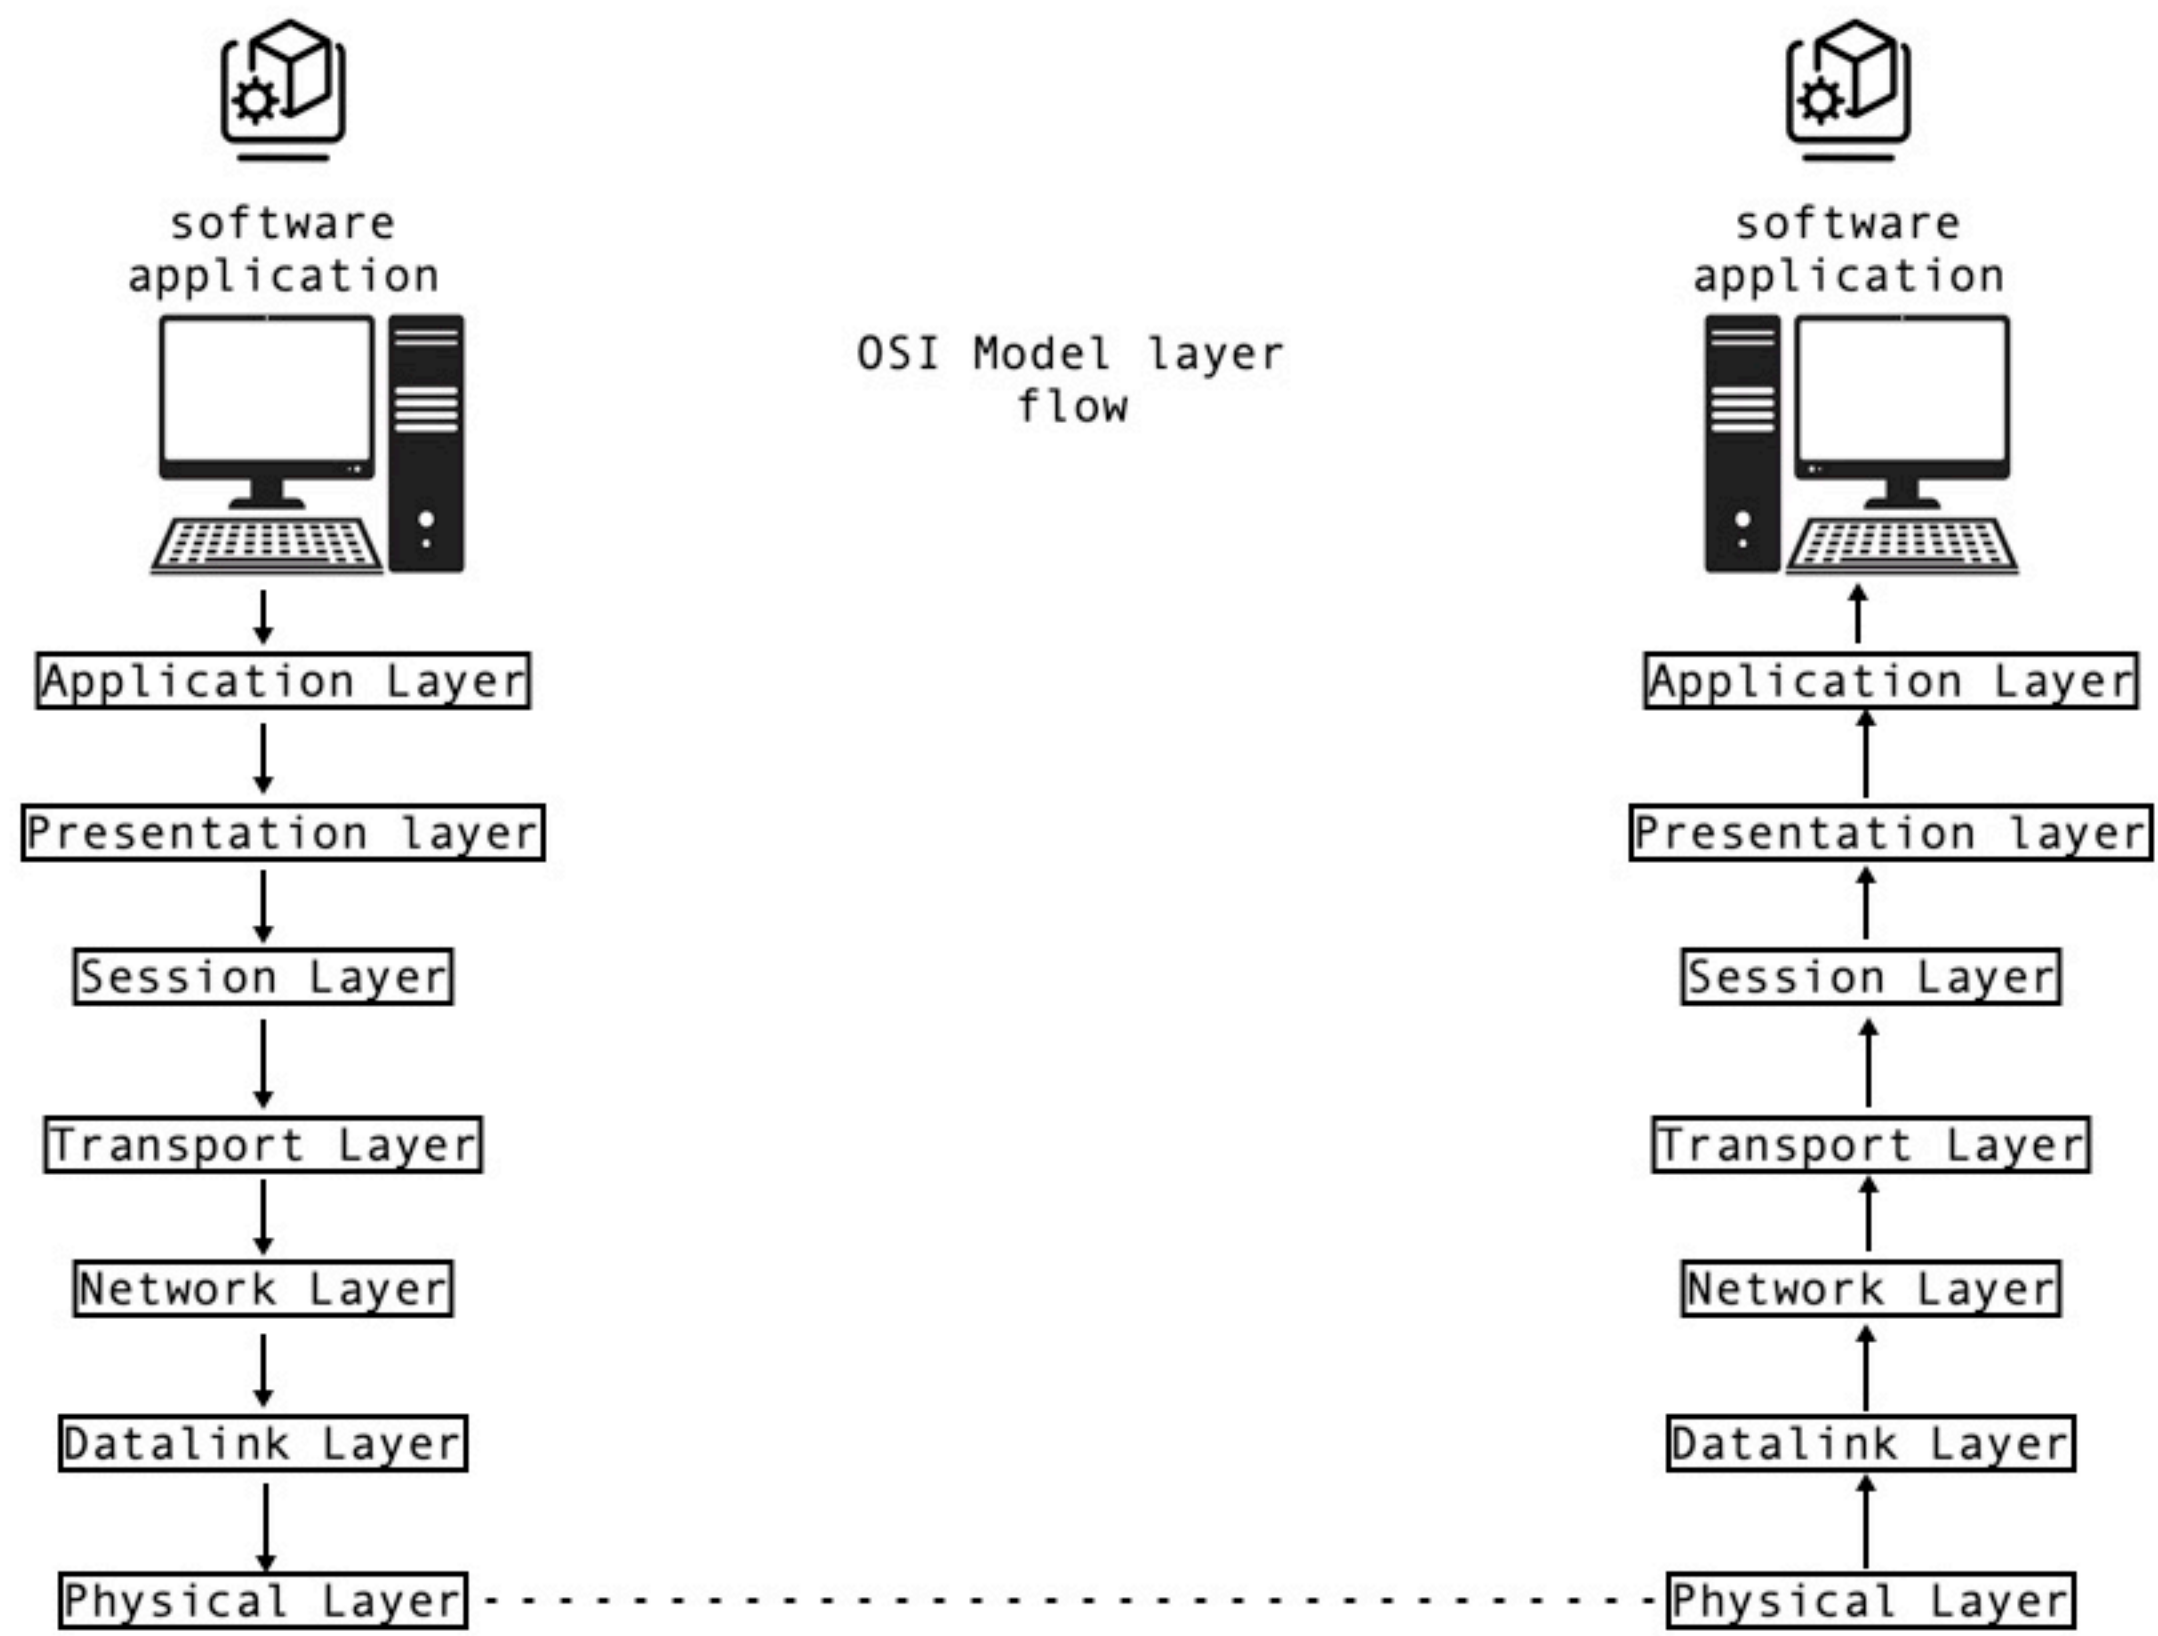 software
application
software
application
OSI Model layer
flow
Application Layer
Presentation layer
Session Layer
Transport Layer
Network Layer
Datalink Layer
Physical Layer
Application Layer
Presentation layer
Session Layer
Transport Layer
Network Layer
Datalink Layer
Physical Layer